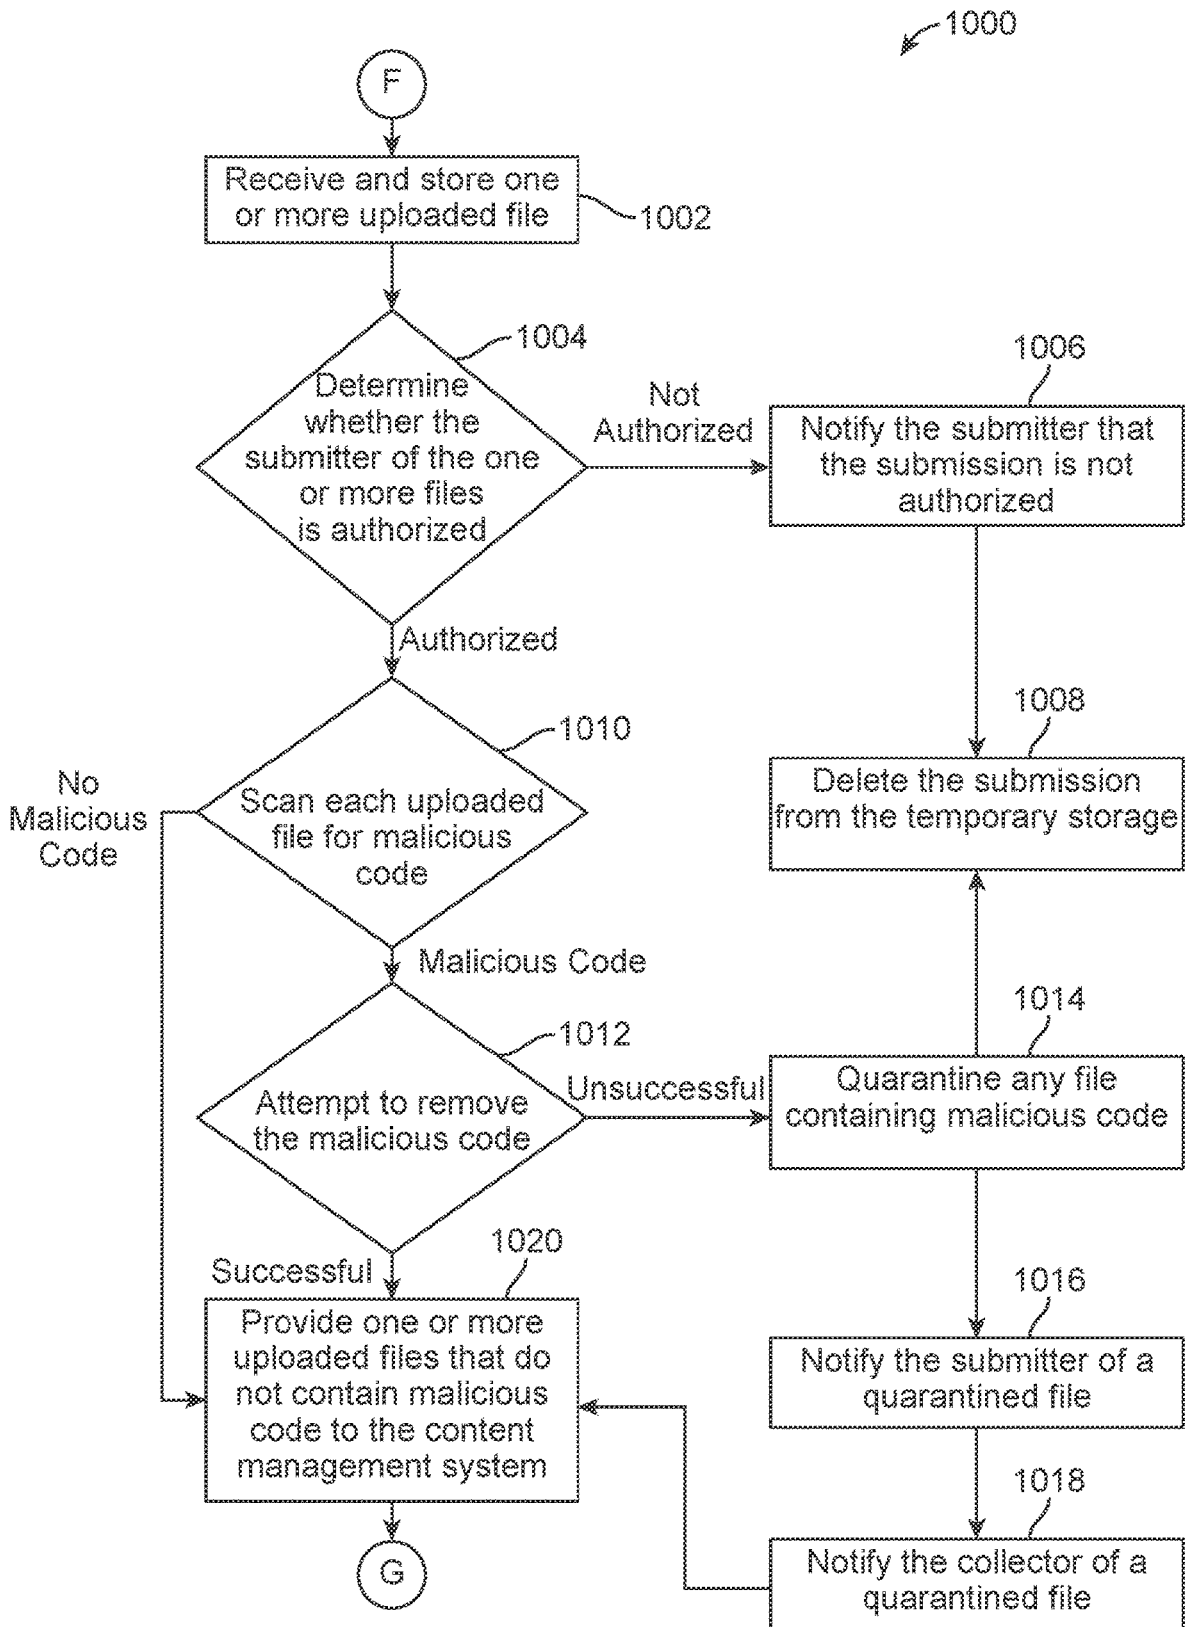 1000
F
Receive and store one
or more uploaded file
1002
1004
Determine
whether the
submitter of the one
or more files
is authorized
Not
Authorized
1006
Notify the submitter that
the submission is not
authorized
Authorized
1008
Delete the submission
from the temporary storage
1010
Scan each uploaded
file for malicious
code
No
Malicious
Code
Malicious Code
1012
Attempt to remove
the malicious code
Unsuccessful
1014
Quarantine any file
containing malicious code
Successful
1020
Provide one or more
uploaded files that do
not contain malicious
code to the content
management system
1016
Notify the submitter of a
quarantined file
1018
Notify the collector of a
quarantined file
G